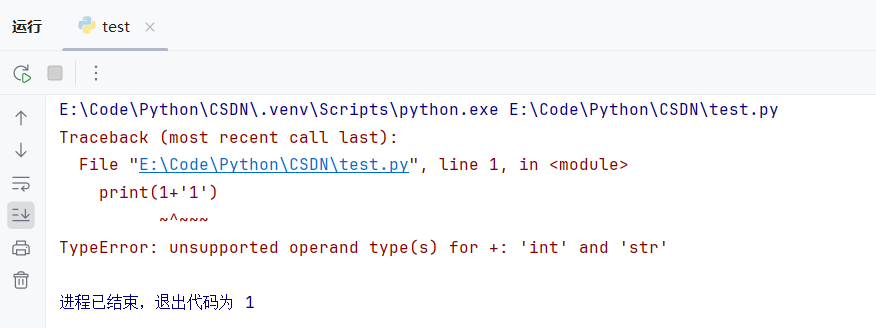 运行 test
E:\Code\Python\CSDN\.venv\Scripts\python.exe E:\Code\Python\CSDN\test.py
Traceback (most recent call last):
  File "E:\Code\Python\CSDN\test.py", line 1, in <module>
    print(1+'1')
          ~^~~~
TypeError: unsupported operand type(s) for +: 'int' and 'str'
进程已结束，退出代码为 1